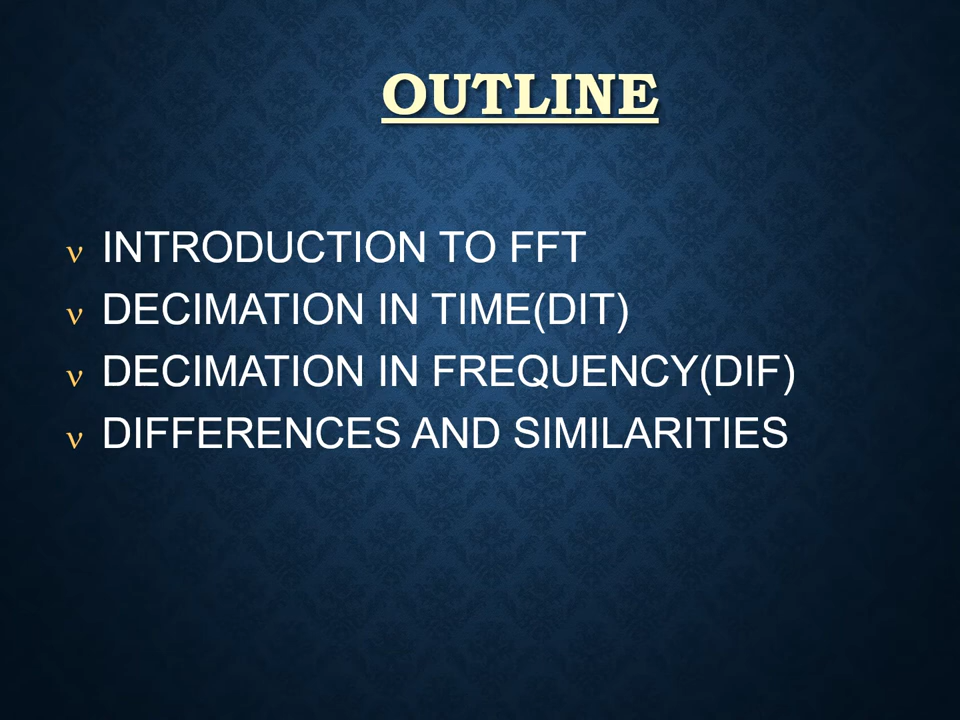 OUTLINE
ν INTRODUCTION TO FFT
ν DECIMATION IN TIME(DIT)
ν DECIMATION IN FREQUENCY(DIF)
ν DIFFERENCES AND SIMILARITIES